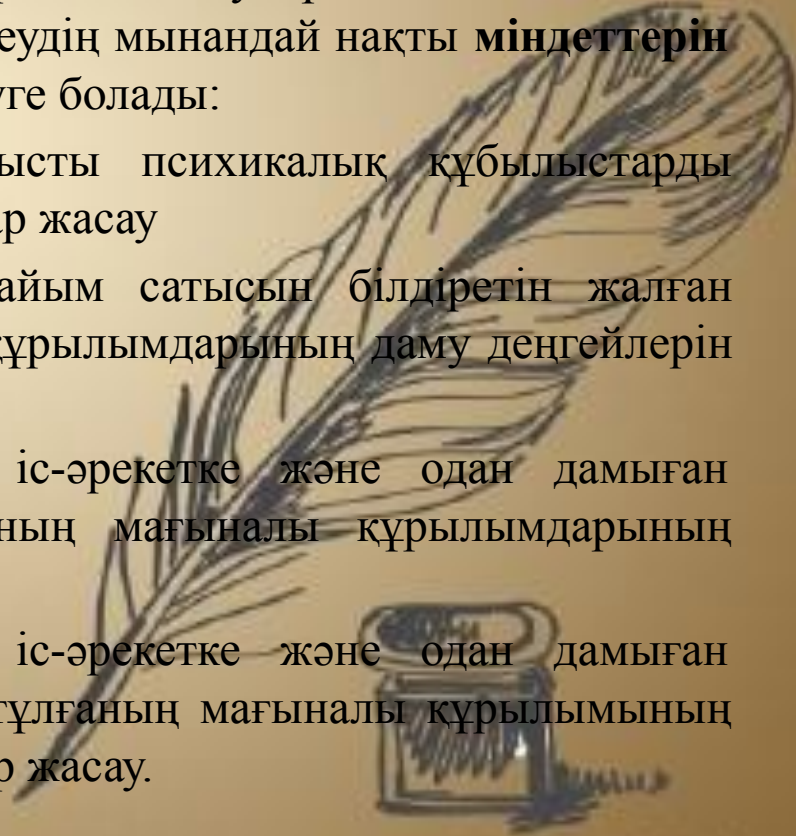 еудің мынандай нақты міндеттерін
уге болады:
ысты психикалық құбылыстарды
ар жасау
айым сатысын білдіретін жалған
құрылымдарының даму деңгейлерін
іс-әрекетке және одан дамыған
ның мағыналы құрылымдарының
іс-әрекетке және одан дамыған
тұлғаның мағыналы құрылымының
р жасау.